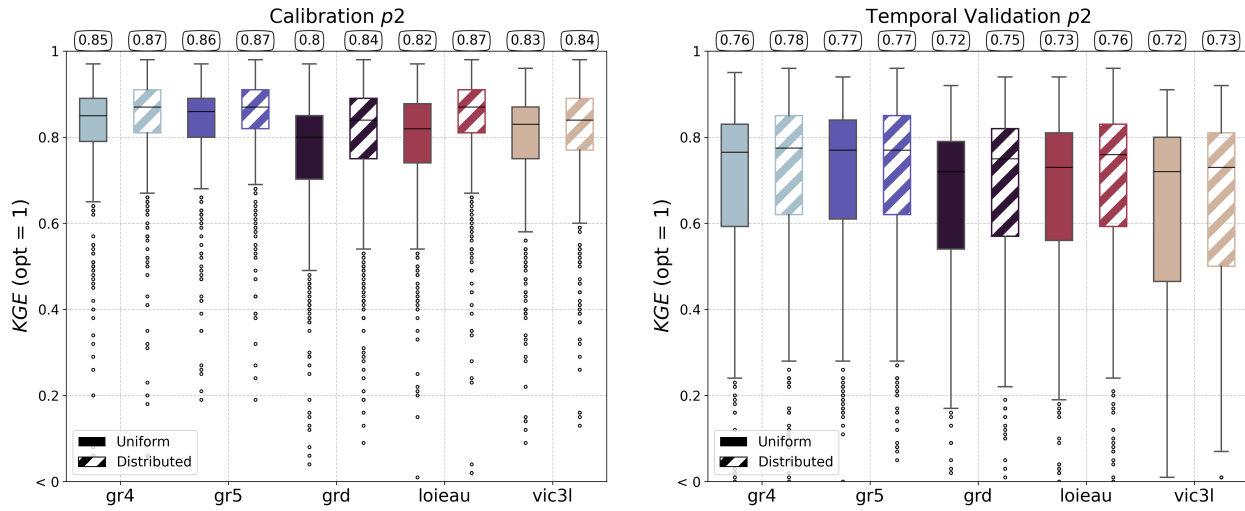 Calibration p2
0.85 0.87 0.86 0.87 0.8 0.84 0.82 0.87 0.83 0.84
1
0.8
0.6
0.4
0.2
< 0
KGE (opt = 1)
Uniform
Distributed
gr4 gr5 grd loieau vic3l
Temporal Validation p2
0.76 0.78 0.77 0.77 0.72 0.75 0.73 0.76 0.72 0.73
1
0.8
0.6
0.4
0.2
< 0
KGE (opt = 1)
Uniform
Distributed
gr4 gr5 grd loieau vic3l